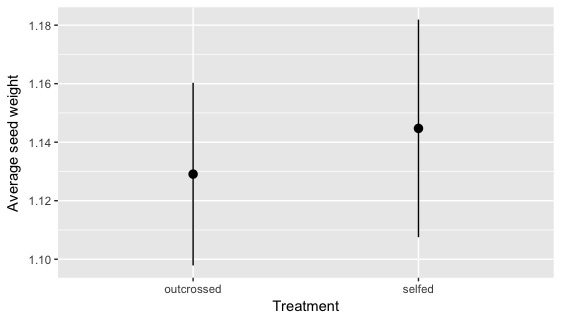 1.18
1.16
1.14
1.12
1.10
Average seed weight
outcrossed
selfed
Treatment